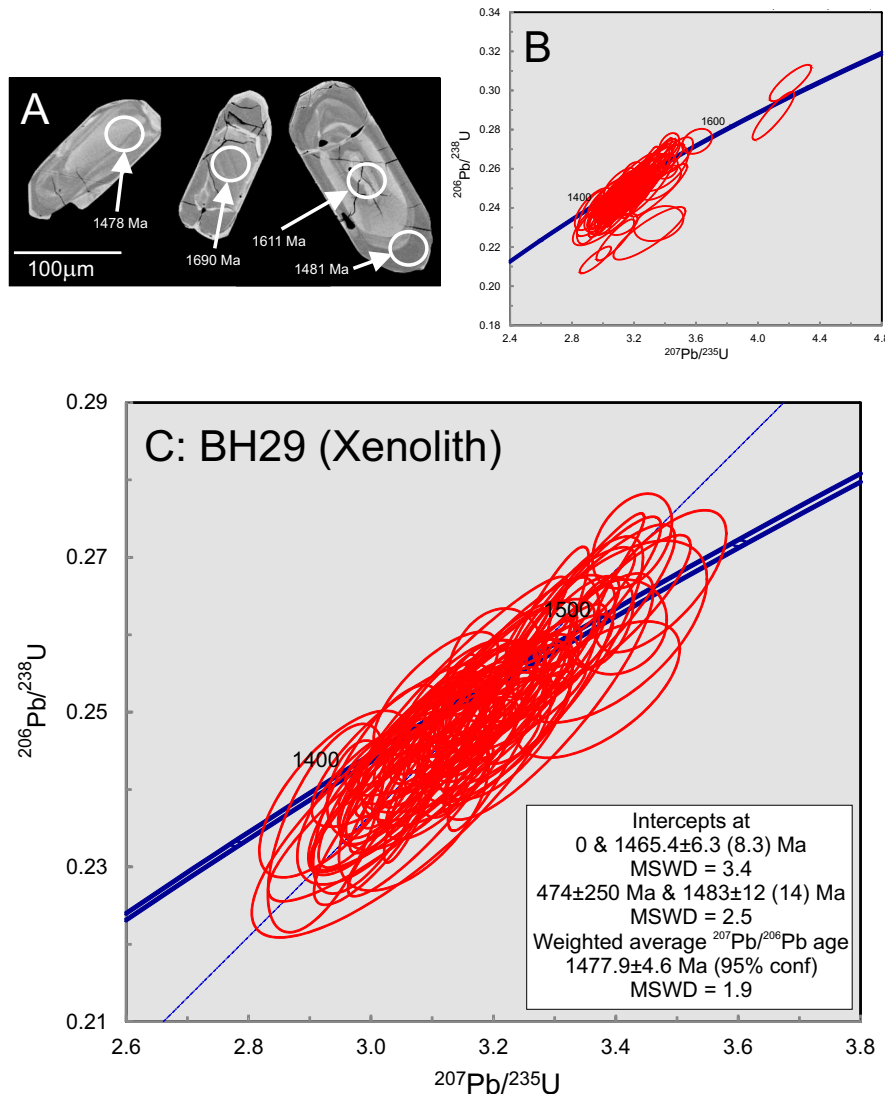 A
1478 Ma
1690 Ma
1611 Ma
1481 Ma
100μm
B
0.34
0.32
0.30
0.28
0.26
0.24
0.22
0.20
0.18
²⁰⁶Pb/²³⁸U
1400
1600
2.4 2.8 3.2 3.6 4.0 4.4 4.8
²⁰⁷Pb/²³⁵U
C: BH29 (Xenolith)
0.29
0.27
0.25
0.23
0.21
²⁰⁶Pb/²³⁸U
1400
1500
Intercepts at
0 & 1465.4±6.3 (8.3) Ma
MSWD = 3.4
474±250 Ma & 1483±12 (14) Ma
MSWD = 2.5
Weighted average ²⁰⁷Pb/²⁰⁶Pb age
1477.9±4.6 Ma (95% conf)
MSWD = 1.9
2.6 2.8 3.0 3.2 3.4 3.6 3.8
²⁰⁷Pb/²³⁵U